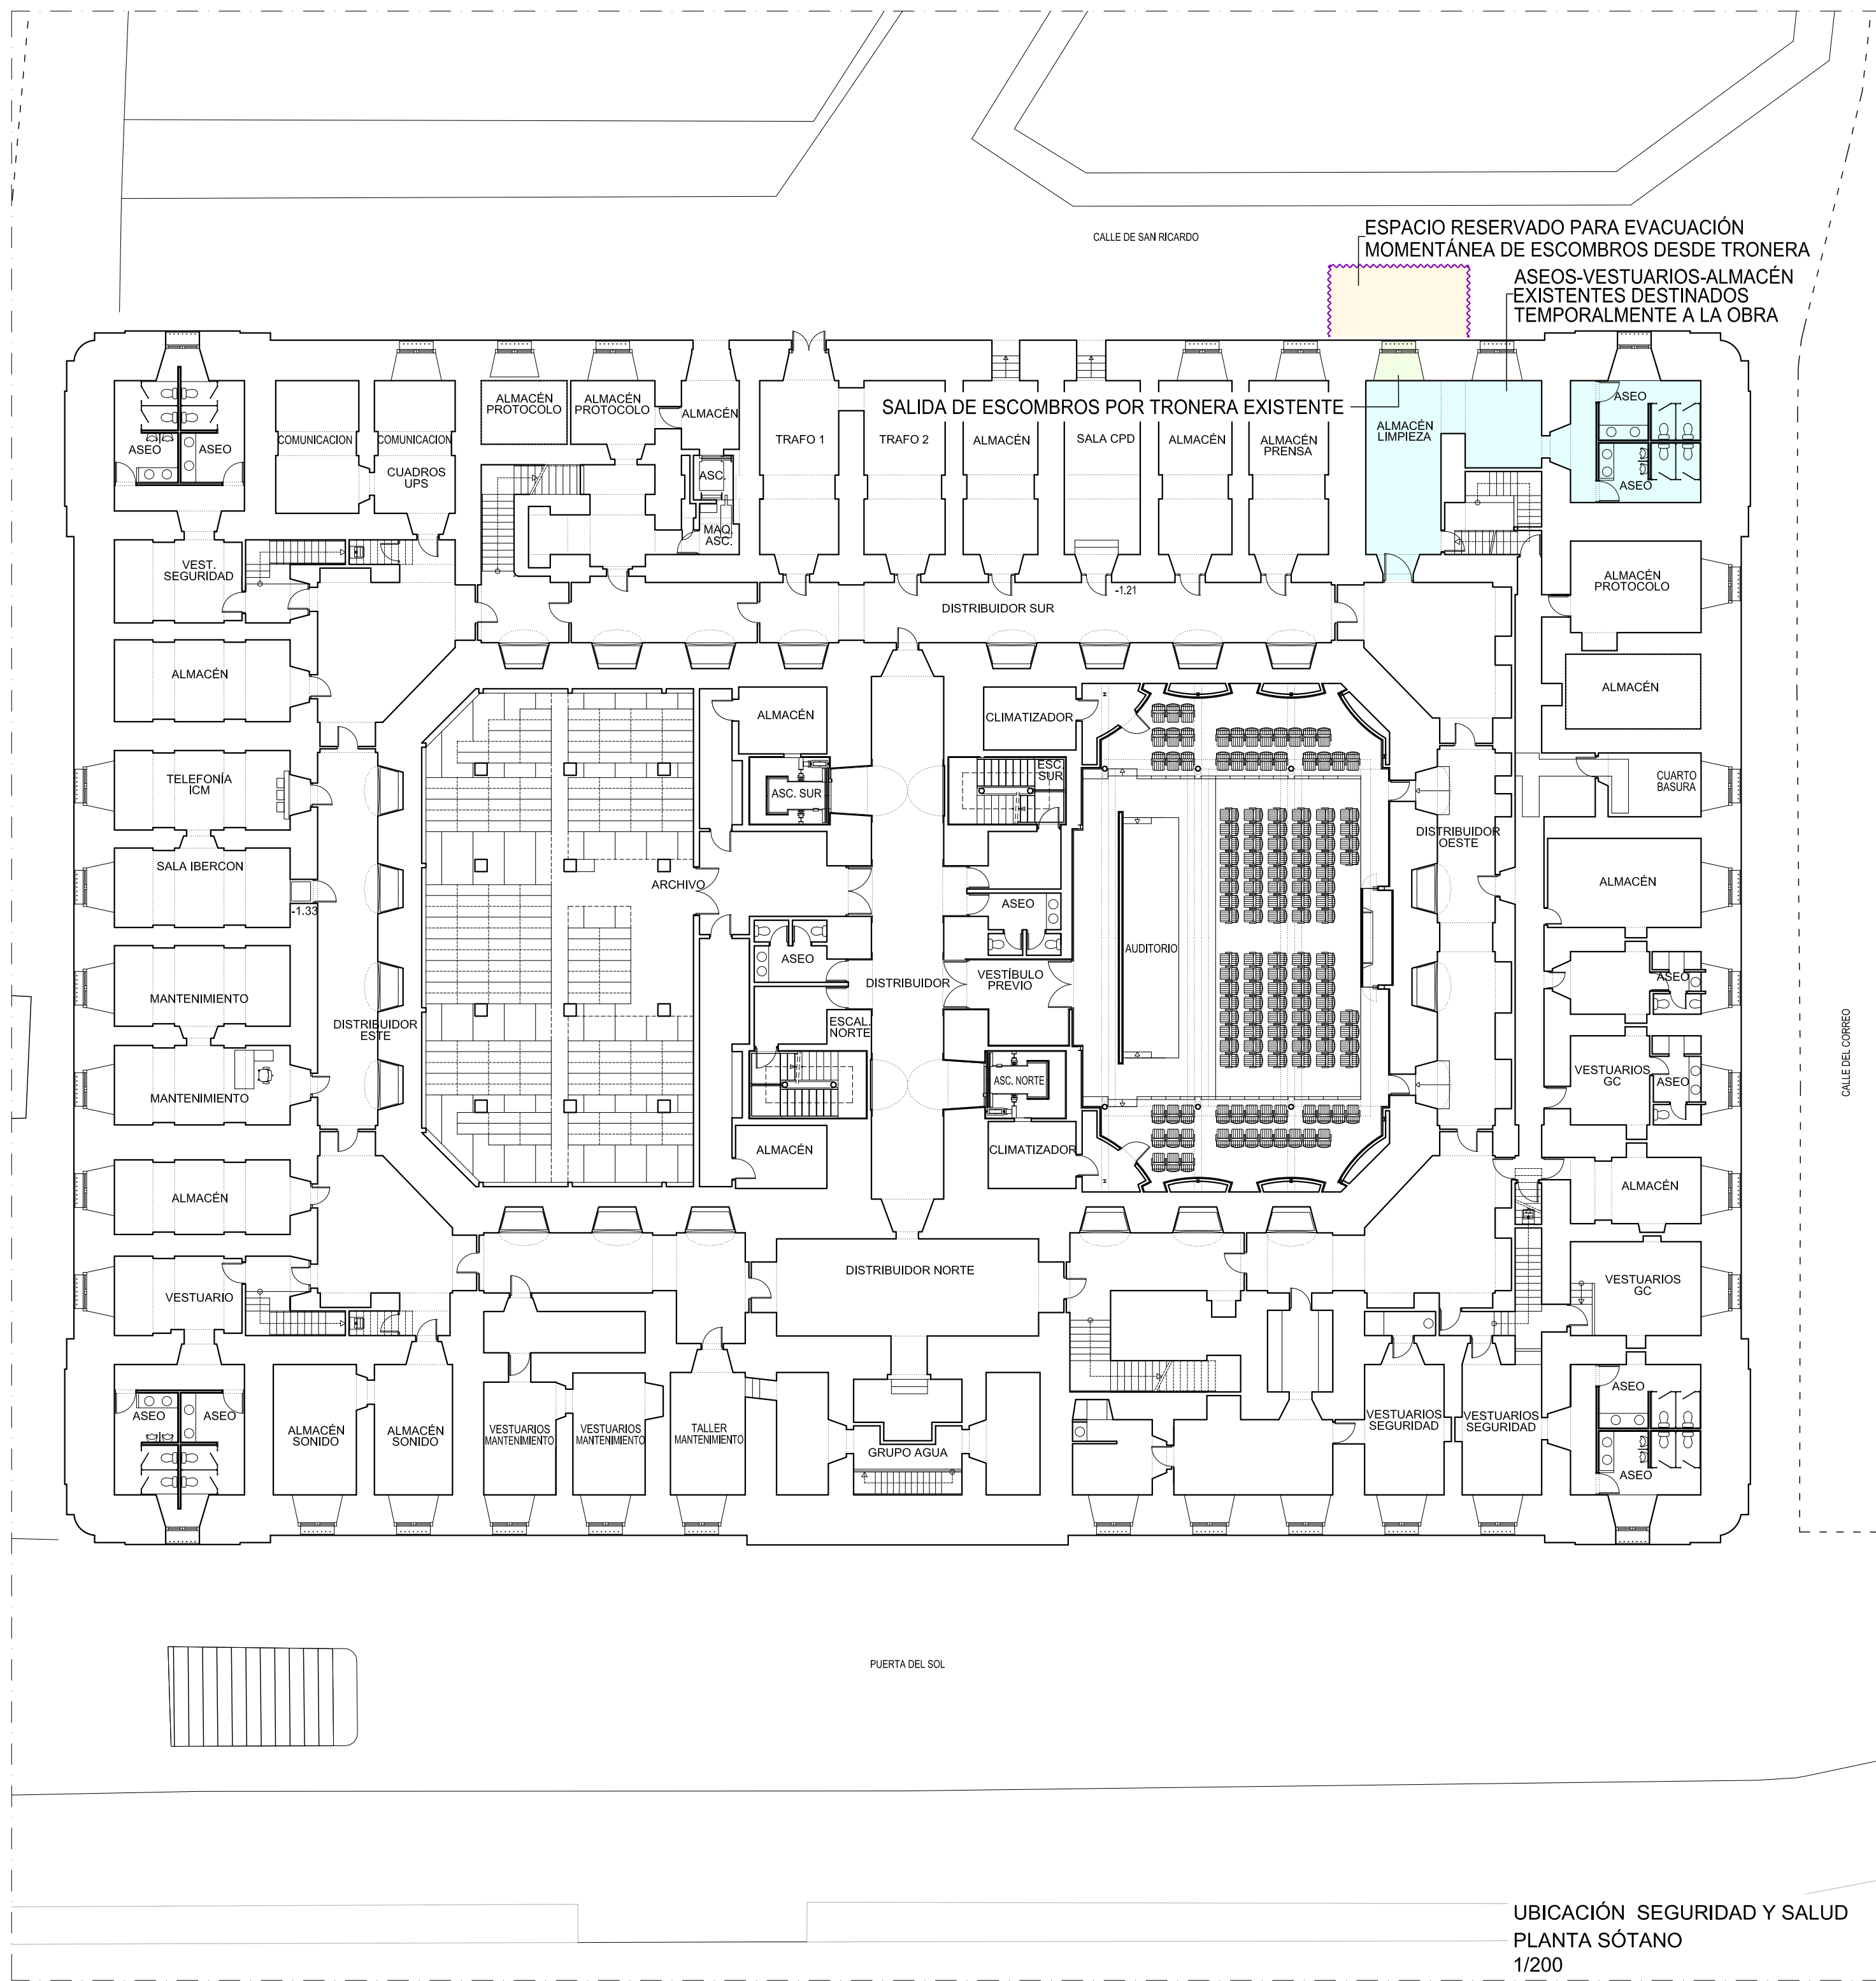 CALLE DE SAN RICARDO
ESPACIO RESERVADO PARA EVACUACIÓN
MOMENTÁNEA DE ESCOMBROS DESDE TRONERA
ASEOS-VESTUARIOS-ALMACÉN
EXISTENTES DESTINADOS
TEMPORALMENTE A LA OBRA
SALIDA DE ESCOMBROS POR TRONERA EXISTENTE
ASEO
ASEO
COMUNICACION
COMUNICACION
CUADROS
UPS
ALMACÉN
PROTOCOLO
ALMACÉN
PROTOCOLO
ALMACÉN
ASC.
MAQ.
ASC.
TRAFO 1
TRAFO 2
ALMACÉN
SALA CPD
ALMACÉN
ALMACÉN
PRENSA
ALMACÉN
LIMPIEZA
ASEO
ASEO
VEST.
SEGURIDAD
ALMACÉN
PROTOCOLO
-1.21
DISTRIBUIDOR SUR
ALMACÉN
ALMACÉN
ALMACÉN
CLIMATIZADOR
TELEFONÍA
ICM
ASC. SUR
ESC.
SUR
CUARTO
BASURA
DISTRIBUIDOR
OESTE
SALA IBERCON
-1.33
ARCHIVO
ASEO
ALMACÉN
AUDITORIO
ASEO
DISTRIBUIDOR
VESTÍBULO
PREVIO
ASEO
MANTENIMIENTO
DISTRIBUIDOR
ESTE
ESCAL.
NORTE
CALLE DEL CORREO
MANTENIMIENTO
ASC. NORTE
VESTUARIOS
GC
ASEO
ALMACÉN
ALMACÉN
CLIMATIZADOR
ALMACÉN
VESTUARIO
DISTRIBUIDOR NORTE
VESTUARIOS
GC
ASEO
ASEO
ALMACÉN
SONIDO
ALMACÉN
SONIDO
VESTUARIOS
MANTENIMIENTO
VESTUARIOS
MANTENIMIENTO
TALLER
MANTENIMIENTO
GRUPO AGUA
VESTUARIOS
SEGURIDAD
VESTUARIOS
SEGURIDAD
ASEO
ASEO
PUERTA DEL SOL
UBICACIÓN SEGURIDAD Y SALUD
PLANTA SÓTANO
1/200